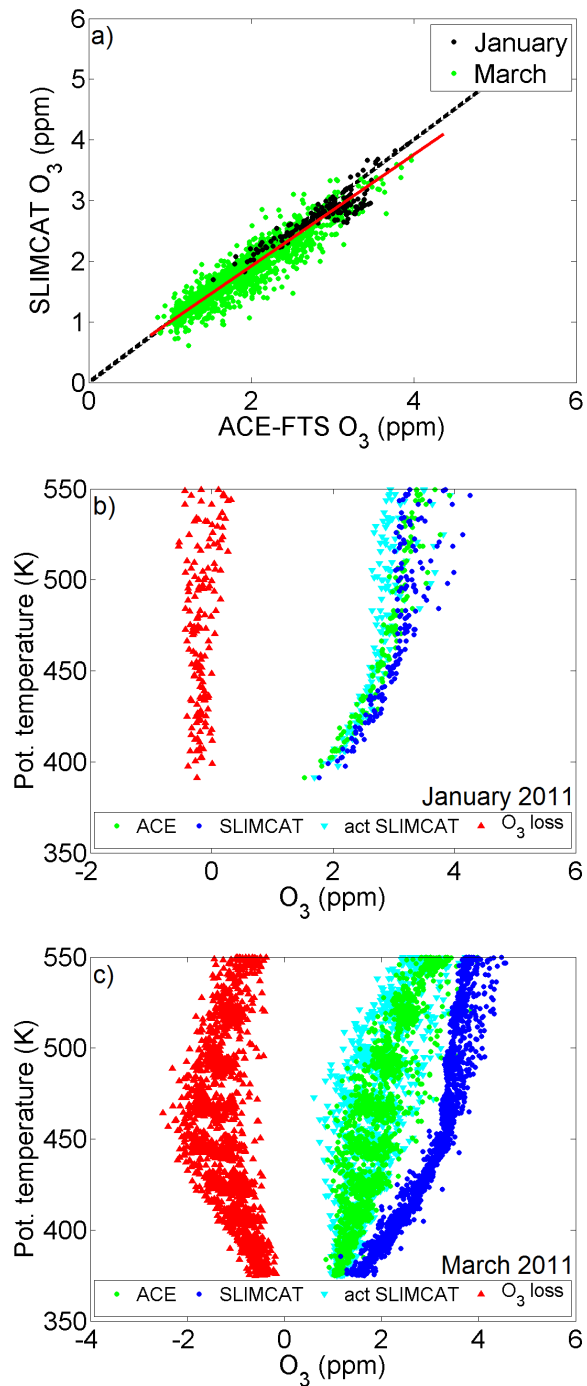 a)
January
March
6
5
4
3
2
1
0
SLIMCAT O₃ (ppm)
0 2 4 6
ACE-FTS O₃ (ppm)
b)
550
500
450
400
350
Pot. temperature (K)
January 2011
ACE SLIMCAT act SLIMCAT O₃ loss
-2 0 2 4 6
O₃ (ppm)
c)
550
500
450
400
350
Pot. temperature (K)
March 2011
ACE SLIMCAT act SLIMCAT O₃ loss
-4 -2 0 2 4 6
O₃ (ppm)